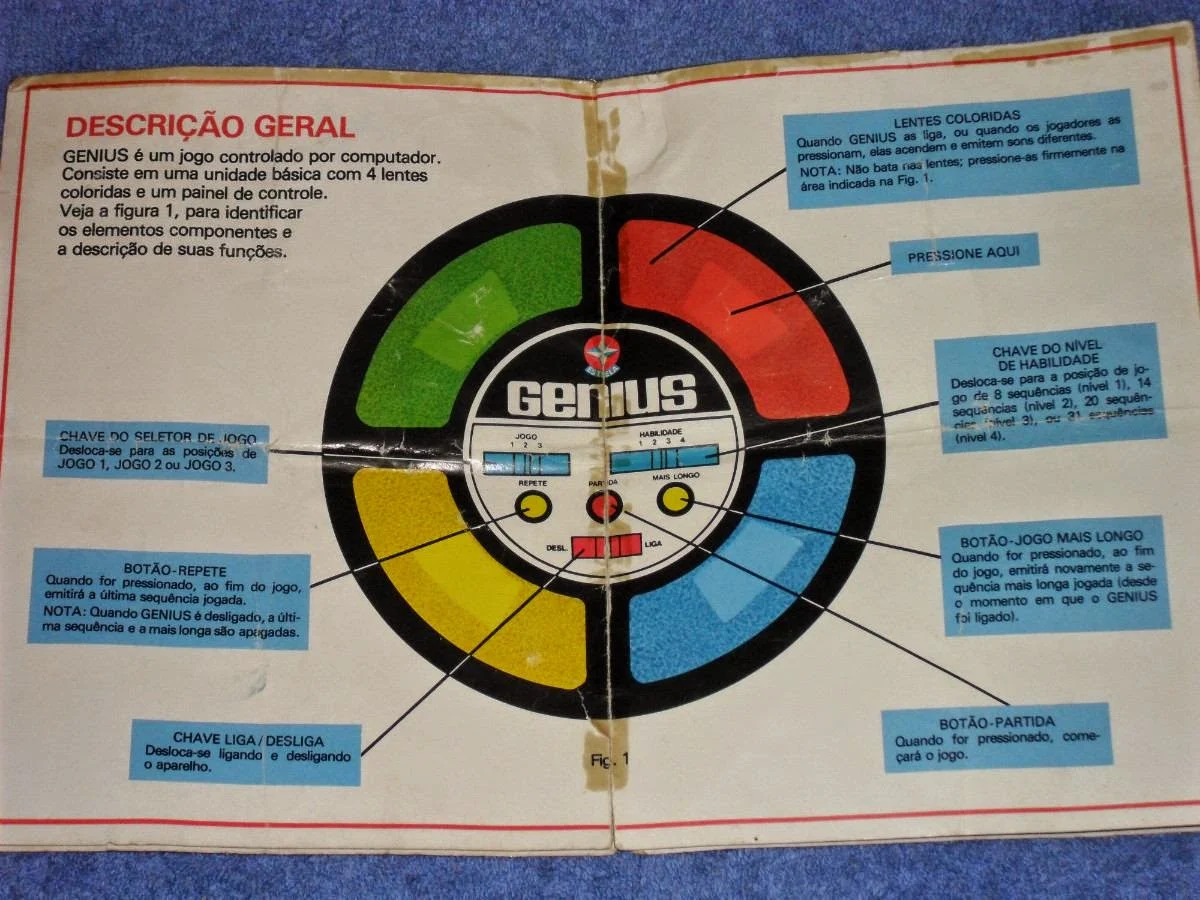 DESCRIÇÃO GERAL
GENIUS é um jogo controlado por computador.
Consiste em uma unidade básica com 4 lentes
coloridas e um painel de controle.
Veja a figura 1, para identificar
os elementos componentes e
a descrição de suas funções.
LENTES COLORIDAS
Quando GENIUS as liga, ou quando os jogadores as
pressionam, elas acendem e emitem sons diferentes.
NOTA: Não bata nas lentes; pressione-as firmemente na
área indicada na Fig. 1.
PRESSIONE AQUI
CHAVE DO NÍVEL
DE HABILIDADE
Desloca-se para a posição de jo-
go de 8 sequências (nível 1), 14
sequências (nível 2), 20 sequên-
cias (nível 3), ou 31 sequências
(nível 4).
CHAVE DO SELETOR DE JOGO
Desloca-se para as posições de
JOGO 1, JOGO 2 ou JOGO 3.
ESTRELA
Genius
JOGO
1 2 3
HABILIDADE
1 2 3 4
REPETE
PARTIDA
MAIS LONGO
DESL.
LIGA
BOTÃO-REPETE
Quando for pressionado, ao fim do jogo,
emitirá a última sequência jogada.
NOTA: Quando GENIUS é desligado, a últi-
ma sequência e a mais longa são apagadas.
BOTÃO-JOGO MAIS LONGO
Quando for pressionado, ao fim
do jogo, emitirá novamente a se-
quência mais longa jogada (desde
o momento em que o GENIUS
foi ligado).
CHAVE LIGA/DESLIGA
Desloca-se ligando e desligando
o aparelho.
BOTÃO-PARTIDA
Quando for pressionado, come-
çará o jogo.
Fig. 1